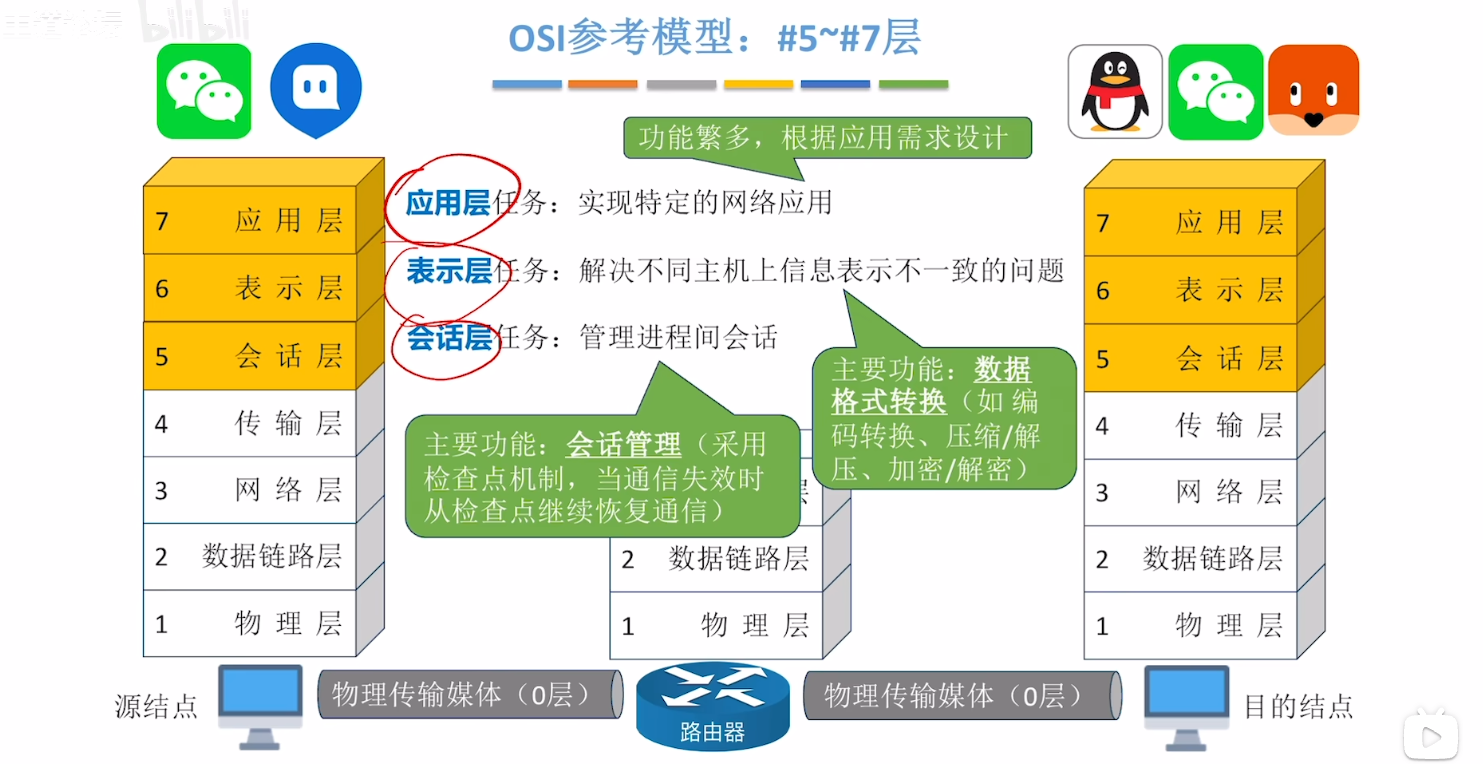 bilibili
OSI参考模型：#5~#7层
功能繁多，根据应用需求设计
应用层任务：实现特定的网络应用
表示层任务：解决不同主机上信息表示不一致的问题
会话层任务：管理进程间会话
主要功能：数据
格式转换（如 编
码转换、压缩/解
压、加密/解密）
主要功能：会话管理（采用
检查点机制，当通信失效时
从检查点继续恢复通信）
7 应用层
6 表示层
5 会话层
4 传输层
3 网络层
2 数据链路层
1 物理层
层
2 数据链路层
1 物理层
7 应用层
6 表示层
5 会话层
4 传输层
3 网络层
2 数据链路层
1 物理层
源结点
物理传输媒体（0层）
路由器
物理传输媒体（0层）
目的结点